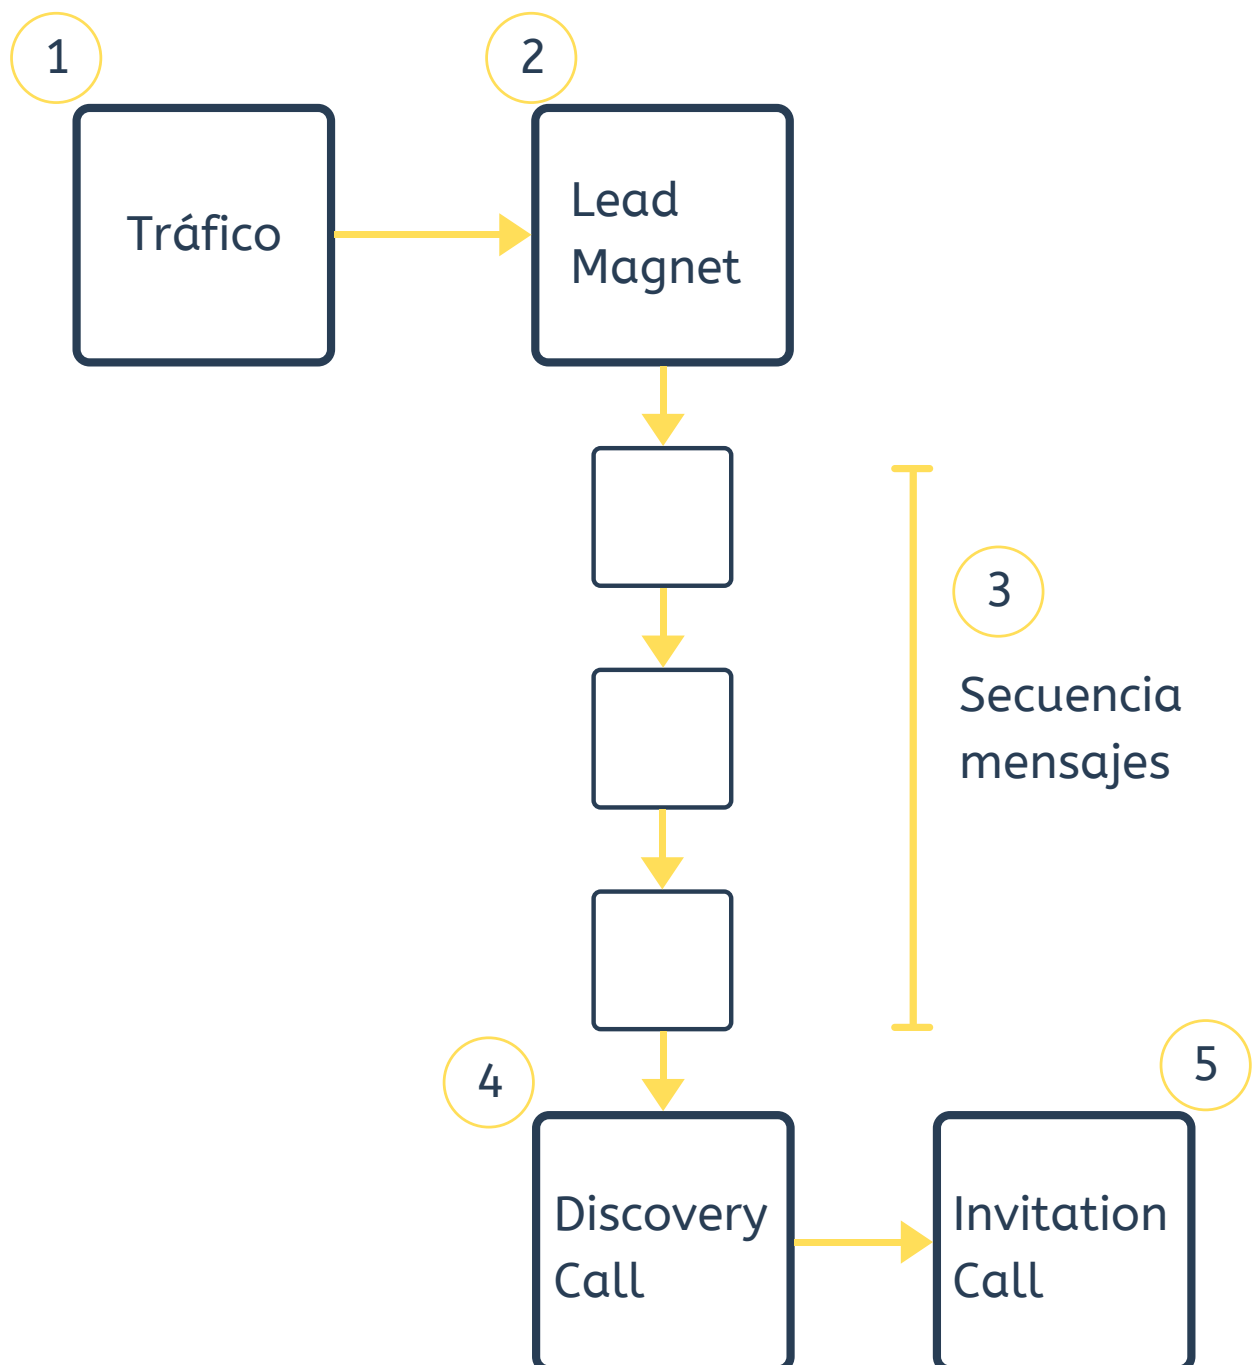 1
2
Tráfico
Lead
Magnet
3
Secuencia
mensajes
4
5
Discovery
Call
Invitation
Call